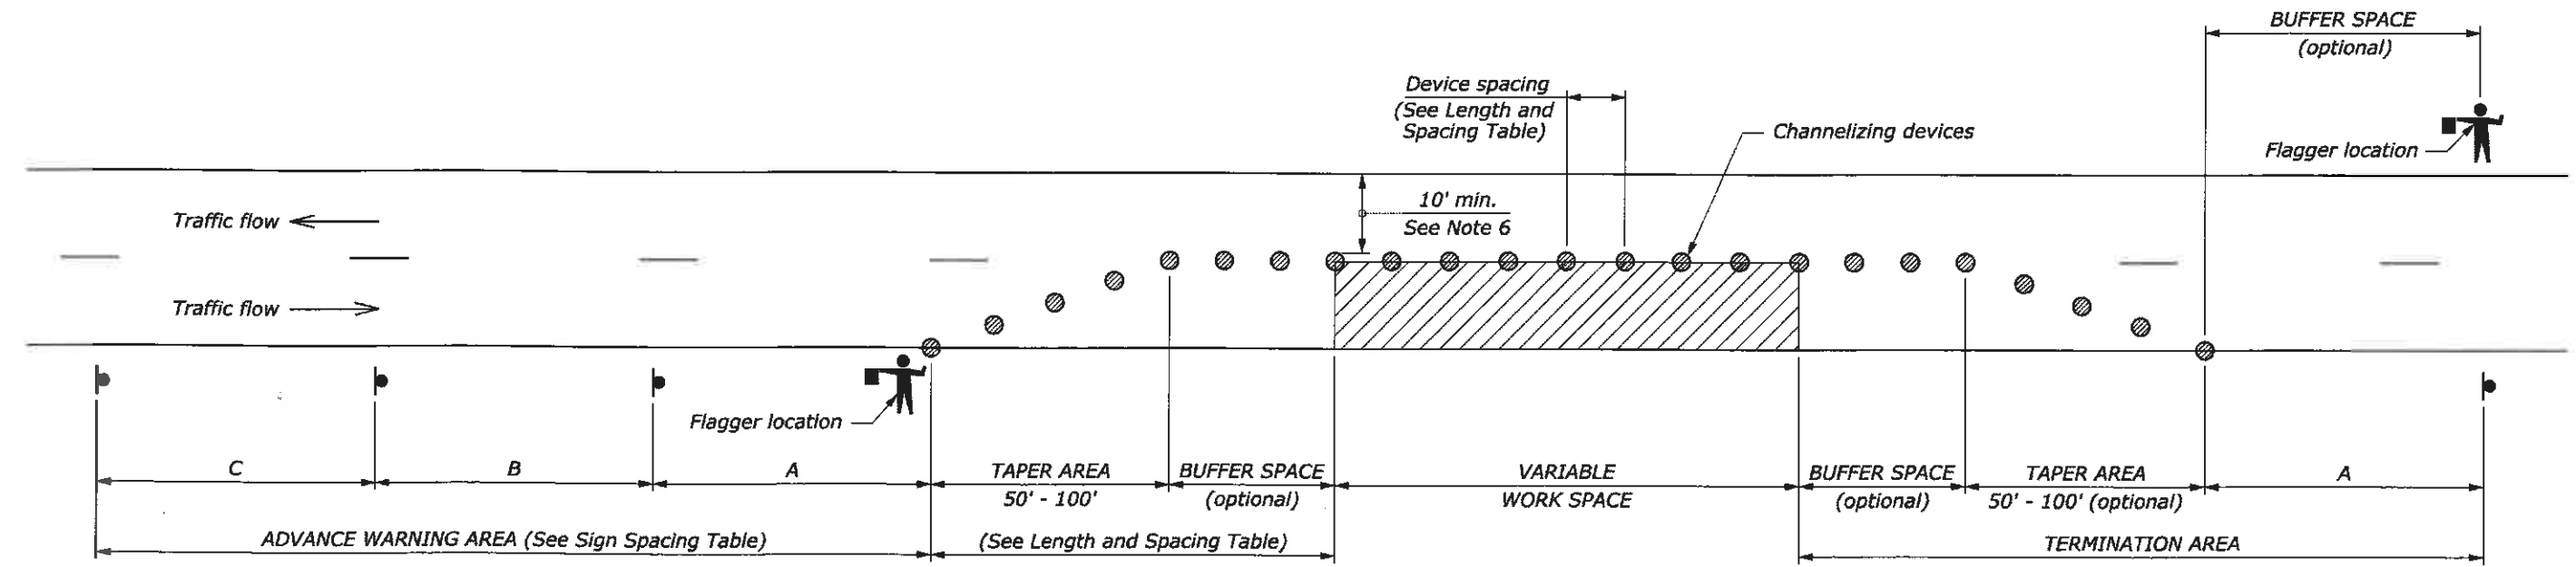 BUFFER SPACE
(optional)
Device spacing
(See Length and
Spacing Table)
Channelizing devices
Flagger location
Traffic flow
10' min.
See Note 6
Traffic flow
Flagger location
C
B
A
TAPER AREA
50' - 100'
BUFFER SPACE
(optional)
VARIABLE
WORK SPACE
BUFFER SPACE
(optional)
TAPER AREA
50' - 100' (optional)
A
ADVANCE WARNING AREA (See Sign Spacing Table)
(See Length and Spacing Table)
TERMINATION AREA